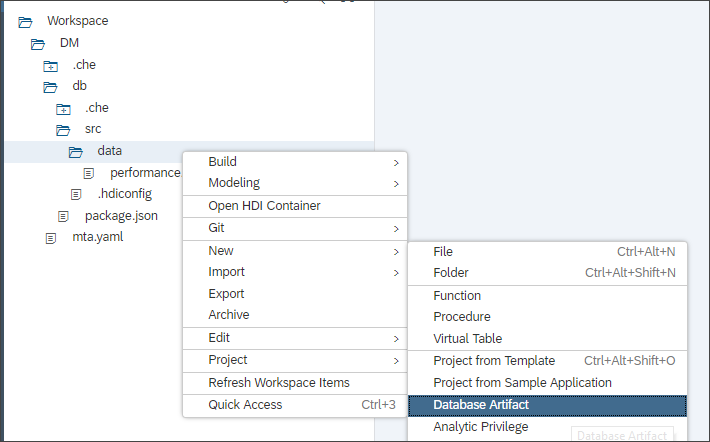 Workspace
DM
.che
db
.che
src
data
performance.
.hdiconfig
package.json
mta.yaml
Build
Modeling
Open HDI Container
Git
New
Import
Export
Archive
Edit
Project
Refresh Workspace Items
Quick Access Ctrl+3
File Ctrl+Alt+N
Folder Ctrl+Alt+Shift+N
Function
Procedure
Virtual Table
Project from Template Ctrl+Alt+Shift+O
Project from Sample Application
Database Artifact
Analytic Privilege
Database Artifact